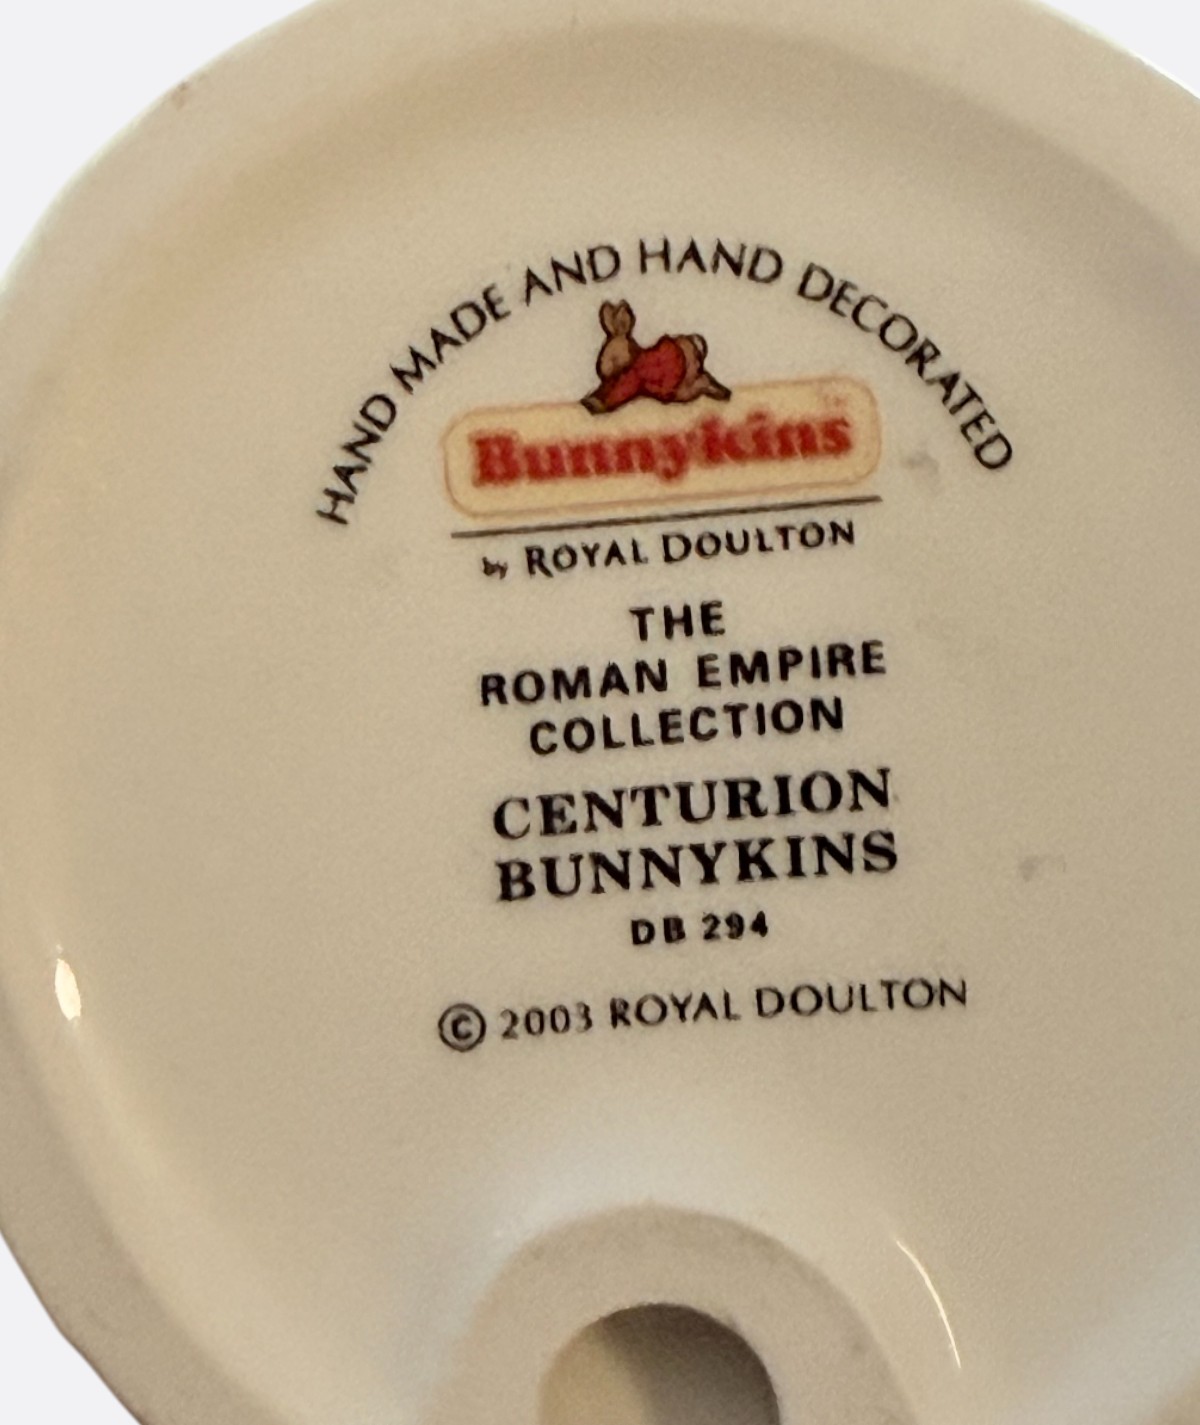 HAND MADE AND HAND DECORATED
Bunnykins™
by ROYAL DOULTON
THE
ROMAN EMPIRE
COLLECTION
CENTURION
BUNNYKINS
DB 294
© 2003 ROYAL DOULTON